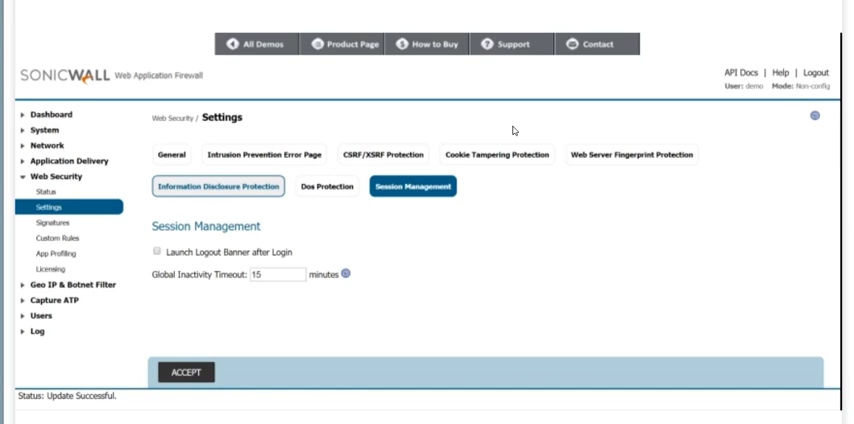 All Demos Product Page How to Buy Support Contact
SONICWALL Web Application Firewall
API Docs | Help | Logout
User: demo Mode: Non-config
Dashboard
System
Network
Application Delivery
Web Security
Status
Settings
Signatures
Custom Rules
App Profiling
Licensing
Geo IP & Botnet Filter
Capture ATP
Users
Log
Web Security / Settings
General Intrusion Prevention Error Page CSRF/XSRF Protection Cookie Tampering Protection Web Server Fingerprint Protection
Information Disclosure Protection Dos Protection Session Management
Session Management
Launch Logout Banner after Login
Global Inactivity Timeout: 15 minutes
ACCEPT
Status: Update Successful.